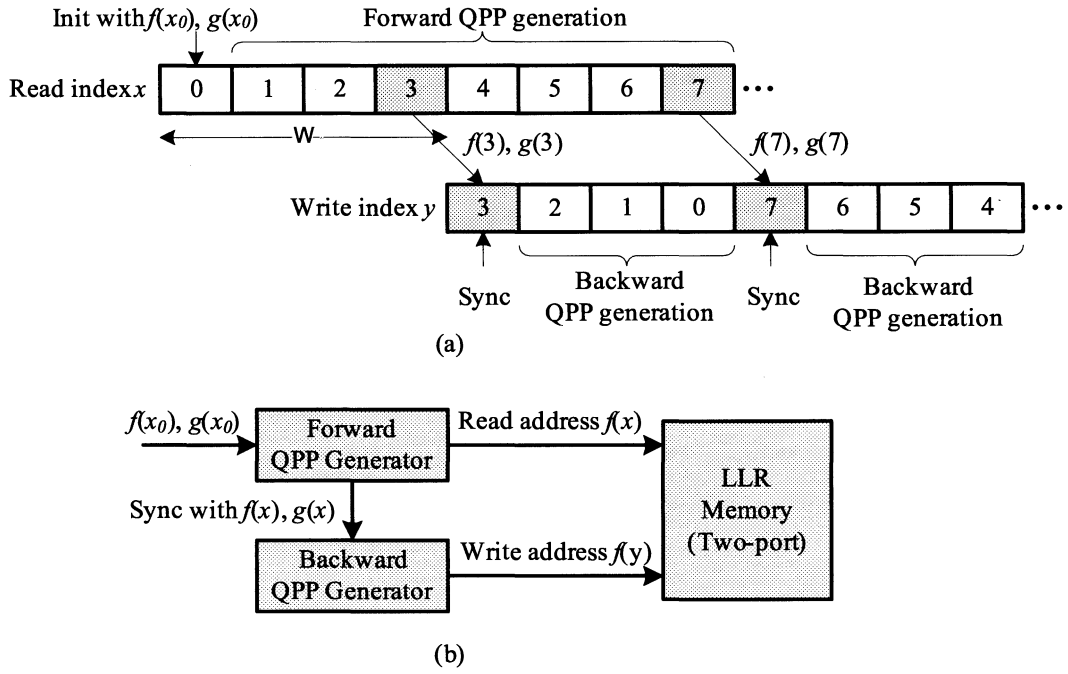 Init with f(x0), g(x0)
Forward QPP generation
Read index x 0 1 2 3 4 5 6 7 •••
W
f(3), g(3)
f(7), g(7)
Write index y 3 2 1 0 7 6 5 4 •••
Sync
Backward
QPP generation
Sync
Backward
QPP generation
(a)
f(x0), g(x0)
Forward
QPP Generator
Read address f(x)
LLR
Memory
(Two-port)
Sync with f(x), g(x)
Backward
QPP Generator
Write address f(y)
(b)